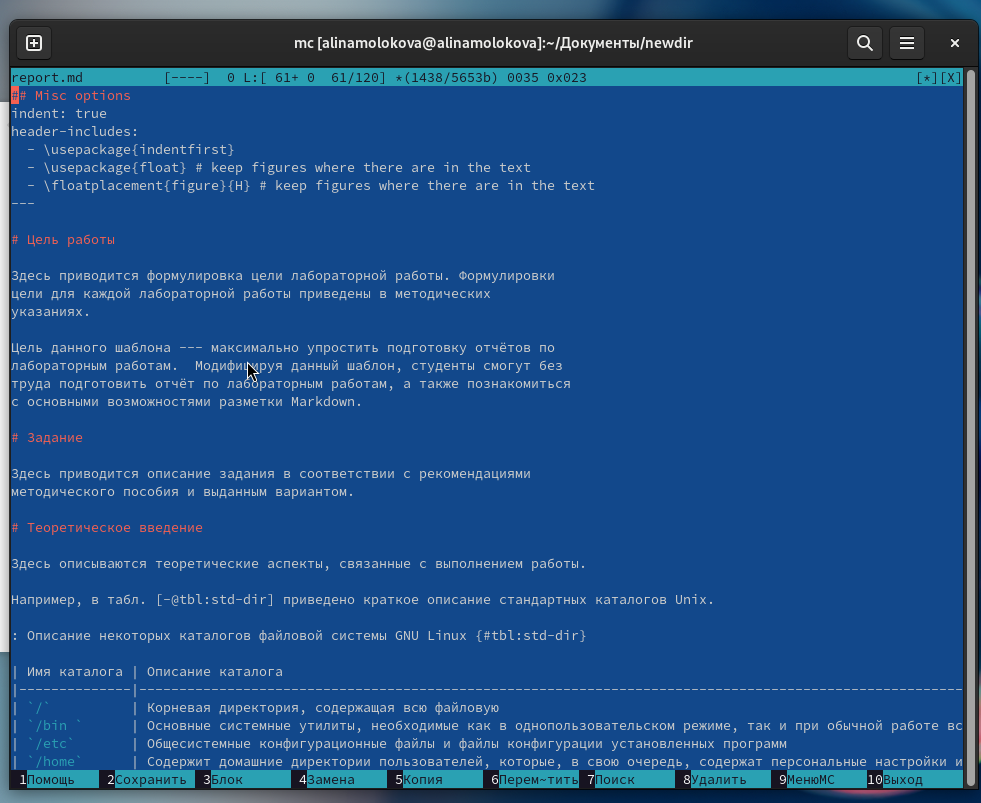 mc [alinamolokova@alinamolokova]:~/Документы/newdir
report.md [----] 0 L:[ 61+ 0 61/120] *(1438/5653b) 0035 0x023 [*][X]
## Misc options
indent: true
header-includes:
- \usepackage{indentfirst}
- \usepackage{float} # keep figures where there are in the text
- \floatplacement{figure}{H} # keep figures where there are in the text
---
# Цель работы
Здесь приводится формулировка цели лабораторной работы. Формулировки
цели для каждой лабораторной работы приведены в методических
указаниях.
Цель данного шаблона --- максимально упростить подготовку отчётов по
лабораторным работам.  Модифицируя данный шаблон, студенты смогут без
труда подготовить отчёт по лабораторным работам, а также познакомиться
с основными возможностями разметки Markdown.
# Задание
Здесь приводится описание задания в соответствии с рекомендациями
методического пособия и выданным вариантом.
# Теоретическое введение
Здесь описываются теоретические аспекты, связанные с выполнением работы.
Например, в табл. [-@tbl:std-dir] приведено краткое описание стандартных каталогов Unix.
: Описание некоторых каталогов файловой системы GNU Linux {#tbl:std-dir}
| Имя каталога | Описание каталога
|--------------|-------------------------------------------------------------------------------------------------------
| `/` | Корневая директория, содержащая всю файловую
| `/bin ` | Основные системные утилиты, необходимые как в однопользовательском режиме, так и при обычной работе вс
| `/etc` | Общесистемные конфигурационные файлы и файлы конфигурации установленных программ
| `/home` | Содержит домашние директории пользователей, которые, в свою очередь, содержат персональные настройки и
1Помощь 2Сохранить 3Блок 4Замена 5Копия 6Перем~тить 7Поиск 8Удалить 9МенюМС 10Выход